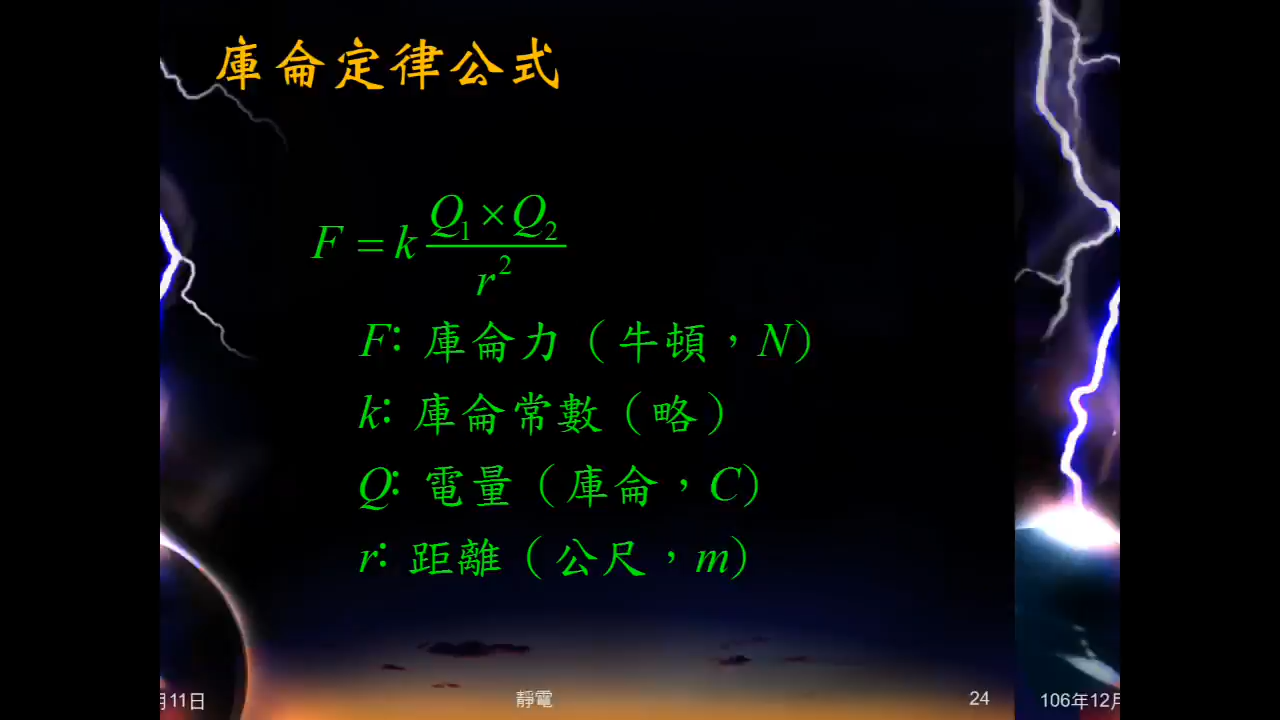 庫侖定律公式
F = k Q₁×Q₂ / r²
F: 庫侖力（牛頓，N）
k: 庫侖常數（略）
Q: 電量（庫侖，C）
r: 距離（公尺，m）
月11日 靜電 24 106年12月